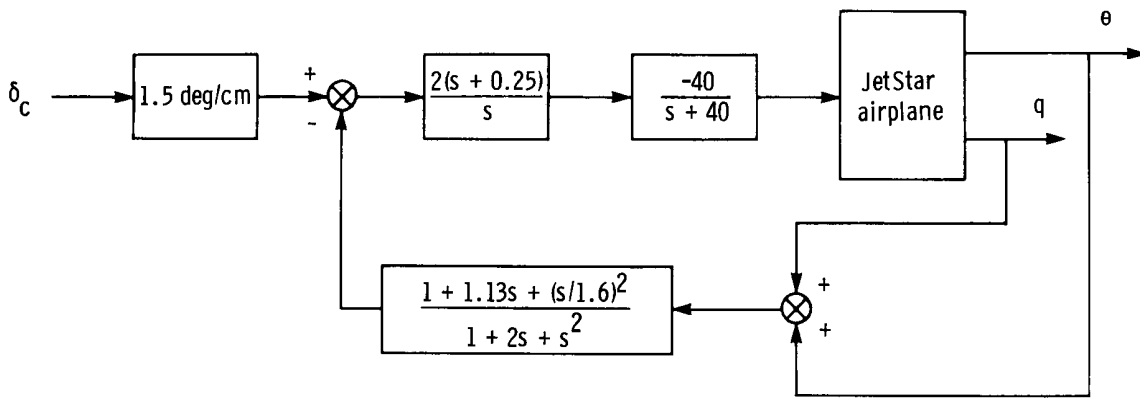 θ
δc
1.5 deg/cm
+
-
2(s + 0.25)
s
-40
s + 40
JetStar
airplane
q
1 + 1.13s + (s/1.6)²
1 + 2s + s²
+
+